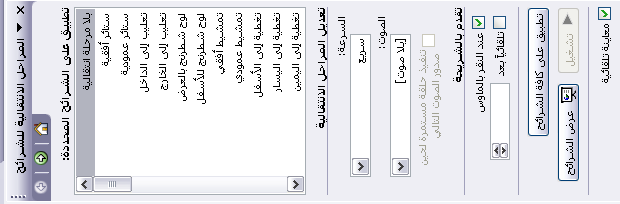 المراحل الانتقالية للشرائح
تطبيق على الشرائح المحددة:
بلا مرحلة انتقالية
ستائر أفقية
ستائر عمودية
تعليب إلى الداخل
تعليب إلى الخارج
لوح شطرنج بالعرض
لوح شطرنج للأسفل
تمشيط أفقي
تمشيط عمودي
تغطية إلى الأسفل
تغطية إلى اليسار
تغطية إلى اليمين
تعديل المراحل الانتقالية
السرعة:
سريع
الصوت:
[بلا صوت]
تنفيذ حلقة مستمرة لحين
صدور الصوت التالي
تقدم بالشريحة
عند النقر بالماوس
تلقائياً بعد
تطبيق على كافة الشرائح
تشغيل
عرض الشرائح
معاينة تلقائية